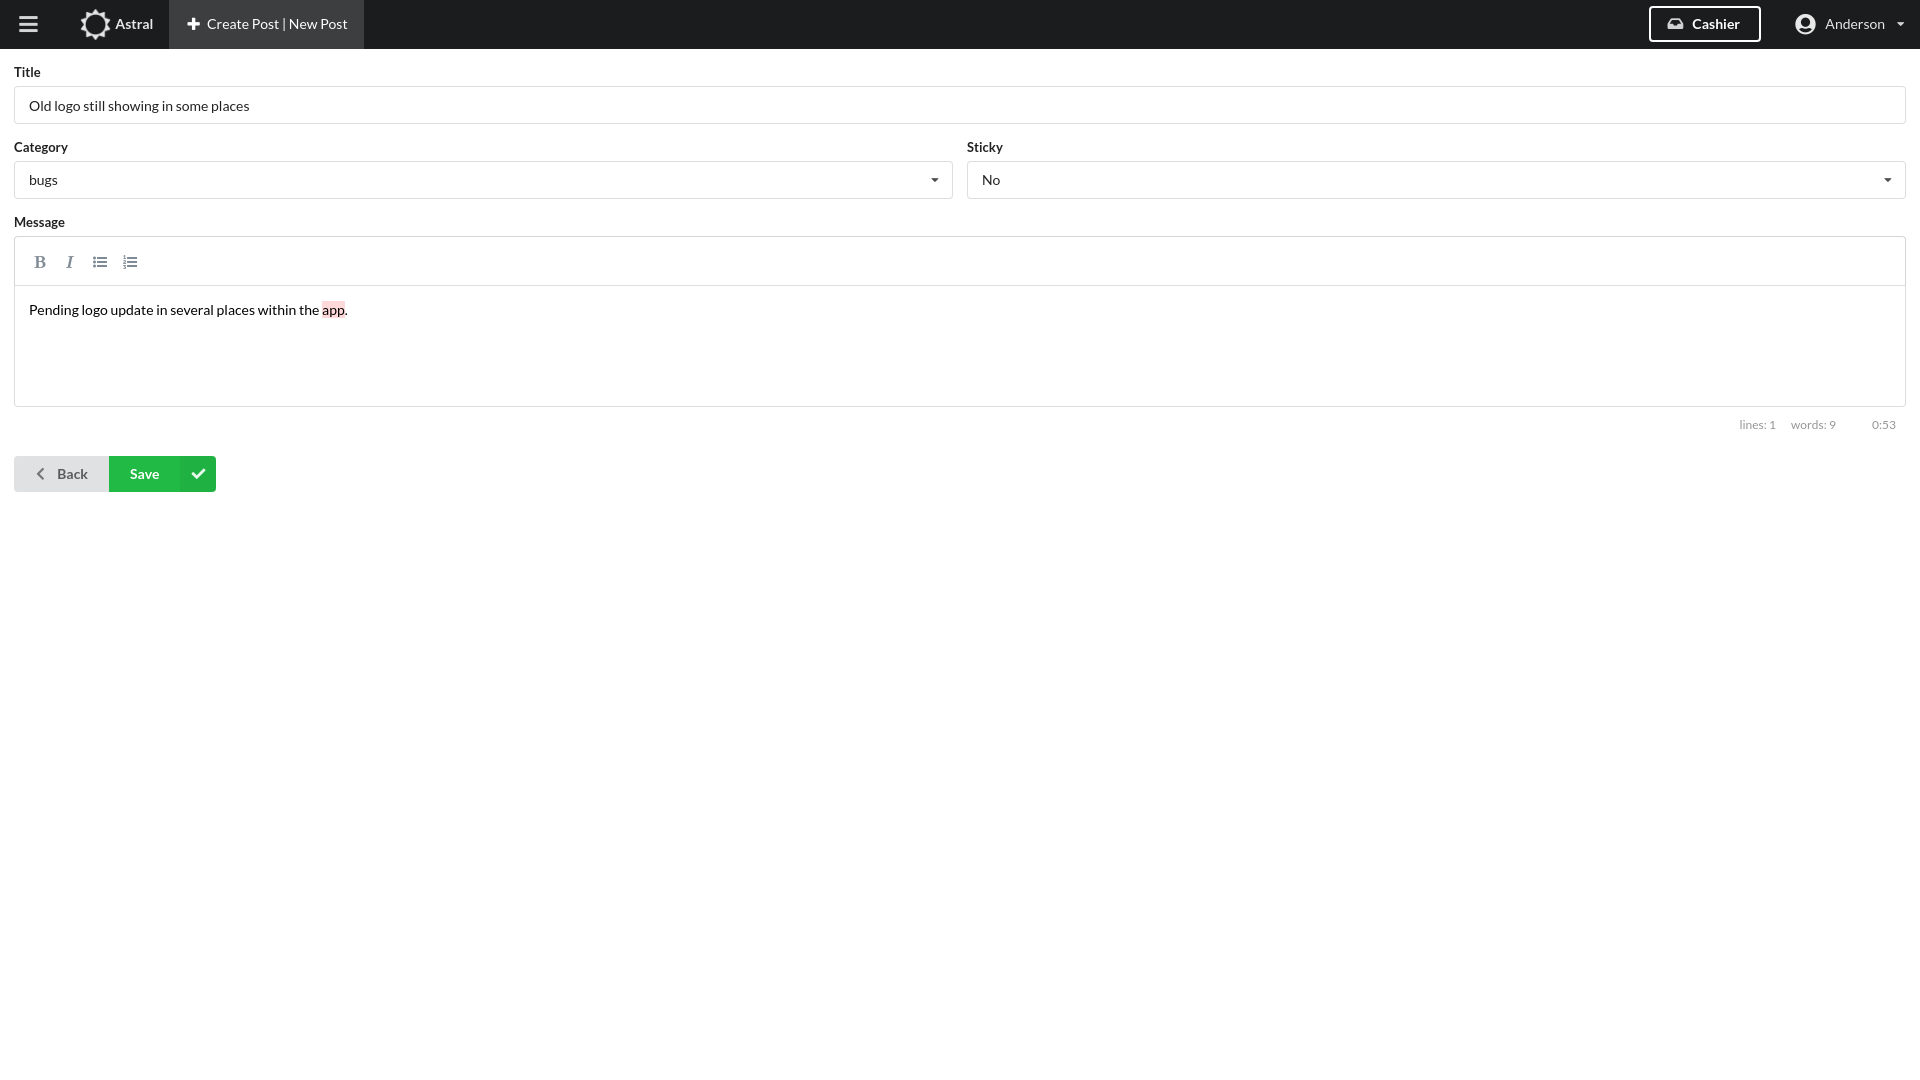 Astral
Create Post | New Post
Cashier
Anderson
Title
Old logo still showing in some places
Category
Sticky
bugs
No
Message
B I
Pending logo update in several places within the app.
lines: 1 words: 9 0:53
Back
Save